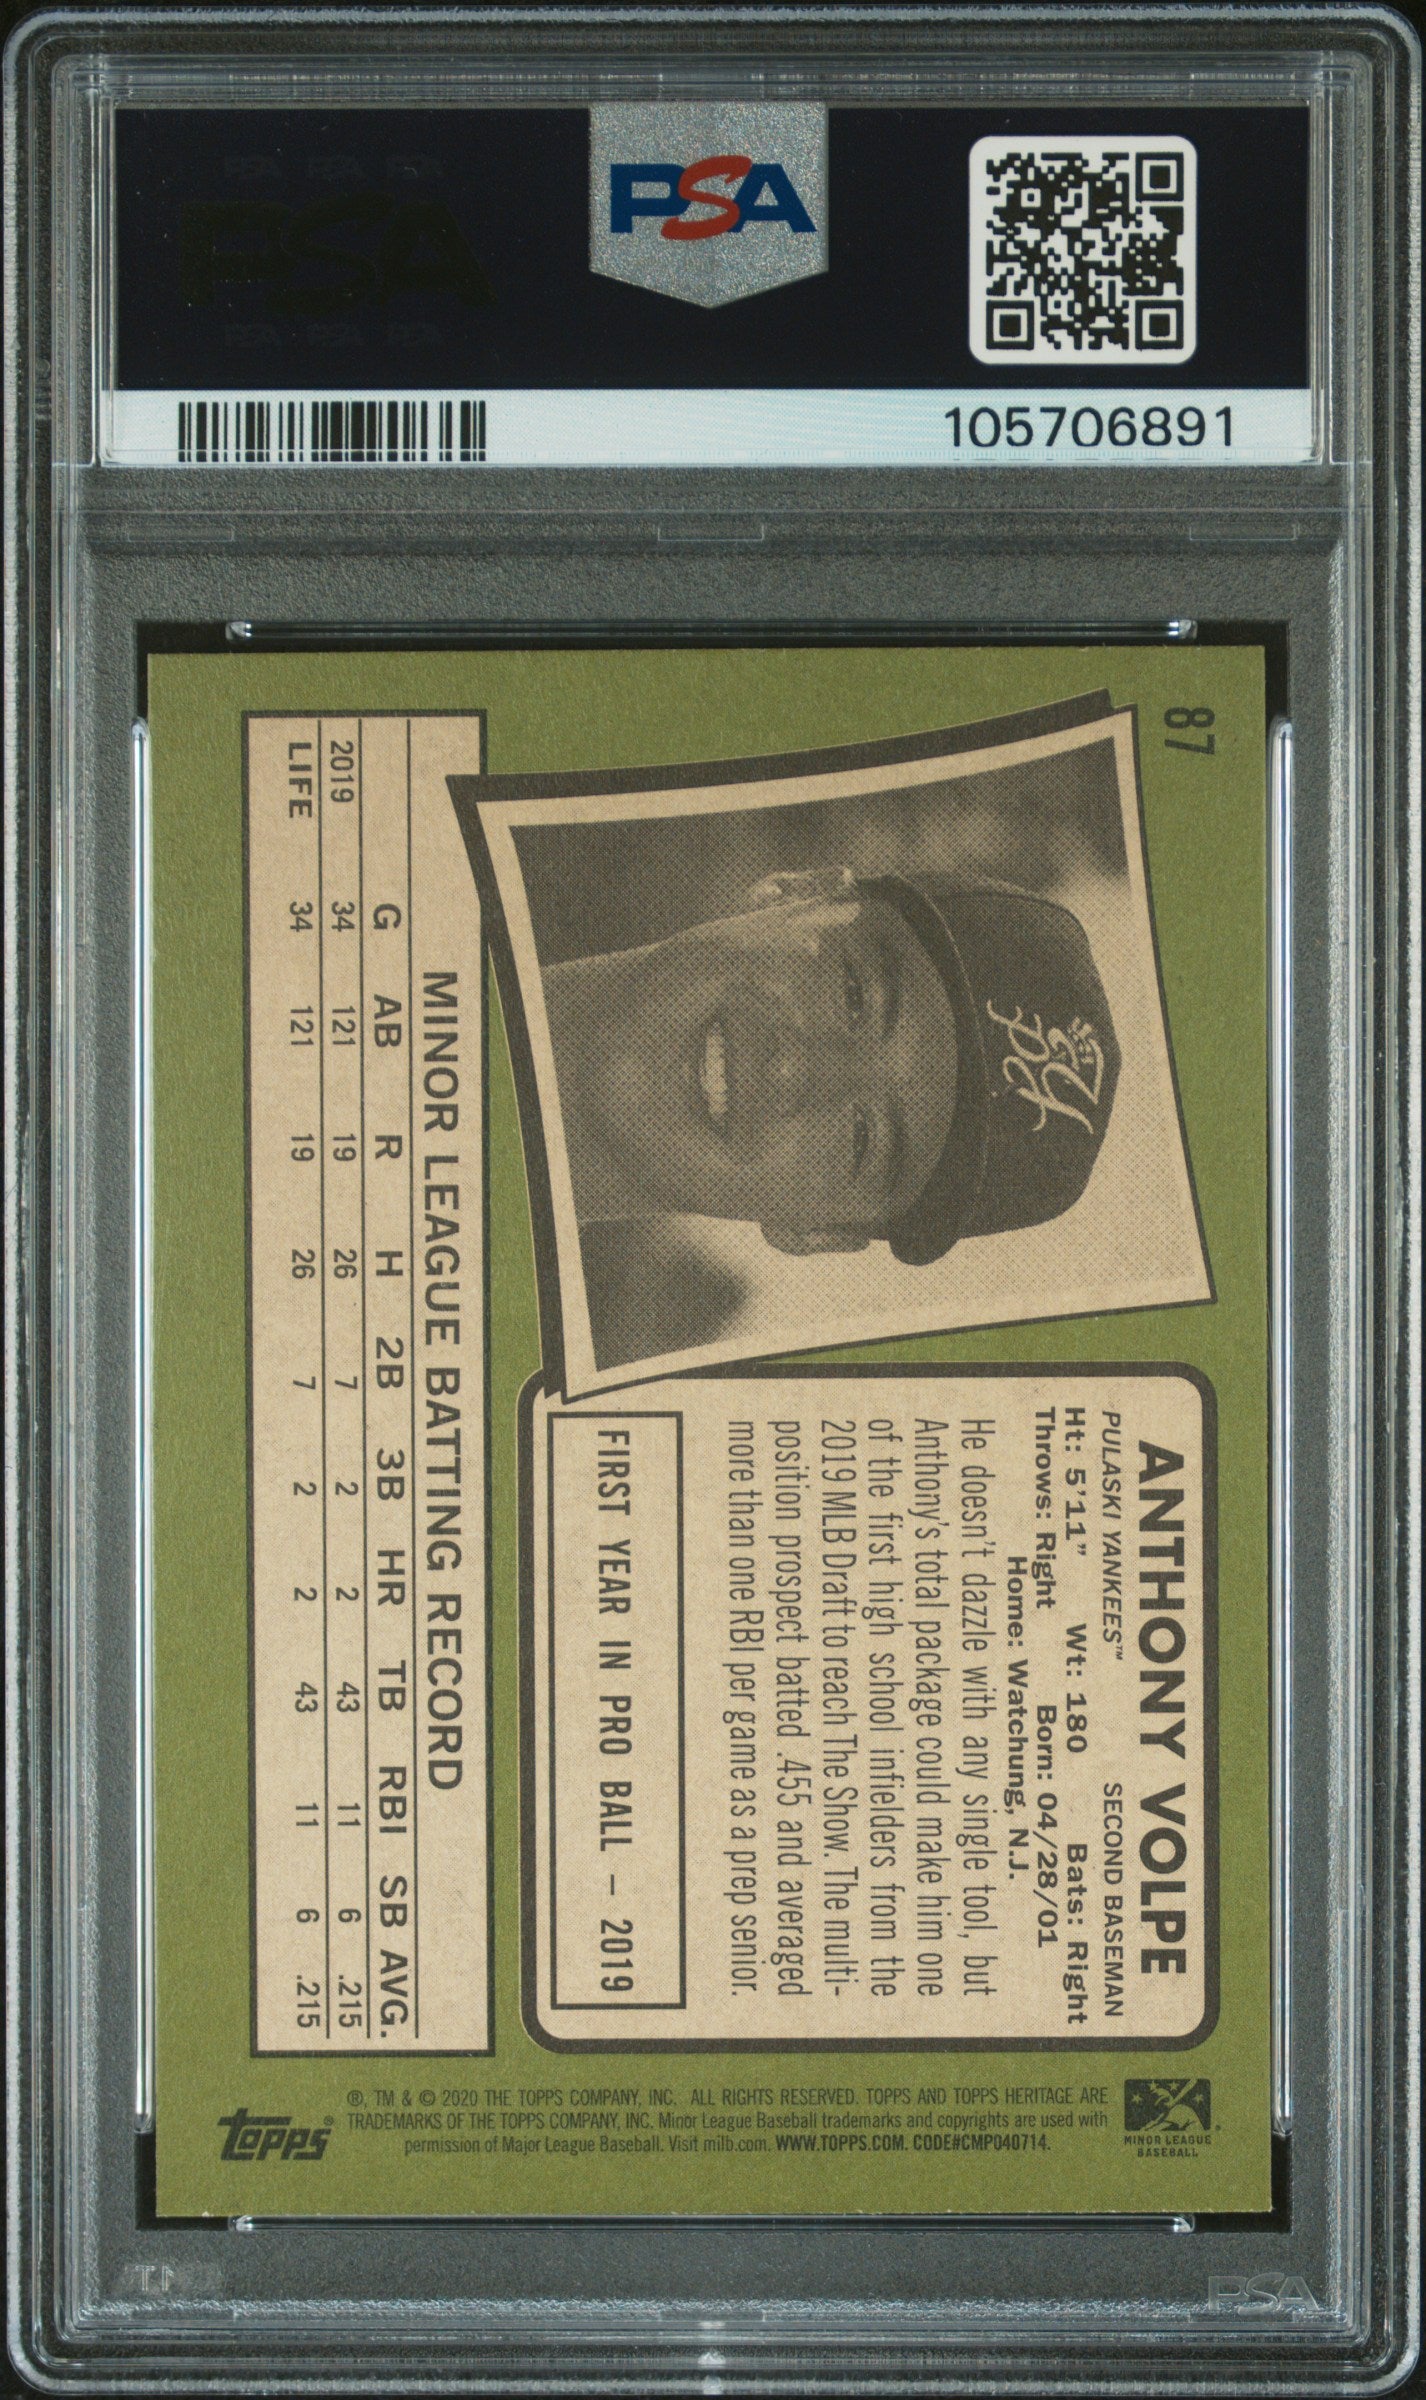 PSA
105706891
87
ANTHONY VOLPE
PULASKI YANKEES™ SECOND BASEMAN
Ht: 5'11" Wt: 180 Bats: Right
Throws: Right Born: 04/28/01
Home: Watchung, N.J.
He doesn't dazzle with any single tool, but
Anthony's total package could make him one
of the first high school infielders from the
2019 MLB Draft to reach The Show. The multi-
position prospect batted .455 and averaged
more than one RBI per game as a prep senior.
FIRST YEAR IN PRO BALL – 2019
MINOR LEAGUE BATTING RECORD
G AB R H 2B 3B HR TB RBI SB AVG.
2019 34 121 19 26 7 2 2 43 11 6 .215
LIFE 34 121 19 26 7 2 2 43 11 6 .215
MINOR LEAGUE
BASEBALL
®, TM & © 2020 THE TOPPS COMPANY, INC. ALL RIGHTS RESERVED. TOPPS AND TOPPS HERITAGE ARE
TRADEMARKS OF THE TOPPS COMPANY, INC. Minor League Baseball trademarks and copyrights are used with
permission of Major League Baseball. Visit milb.com. WWW.TOPPS.COM. CODE#CMP040714.
Topps®
PSA